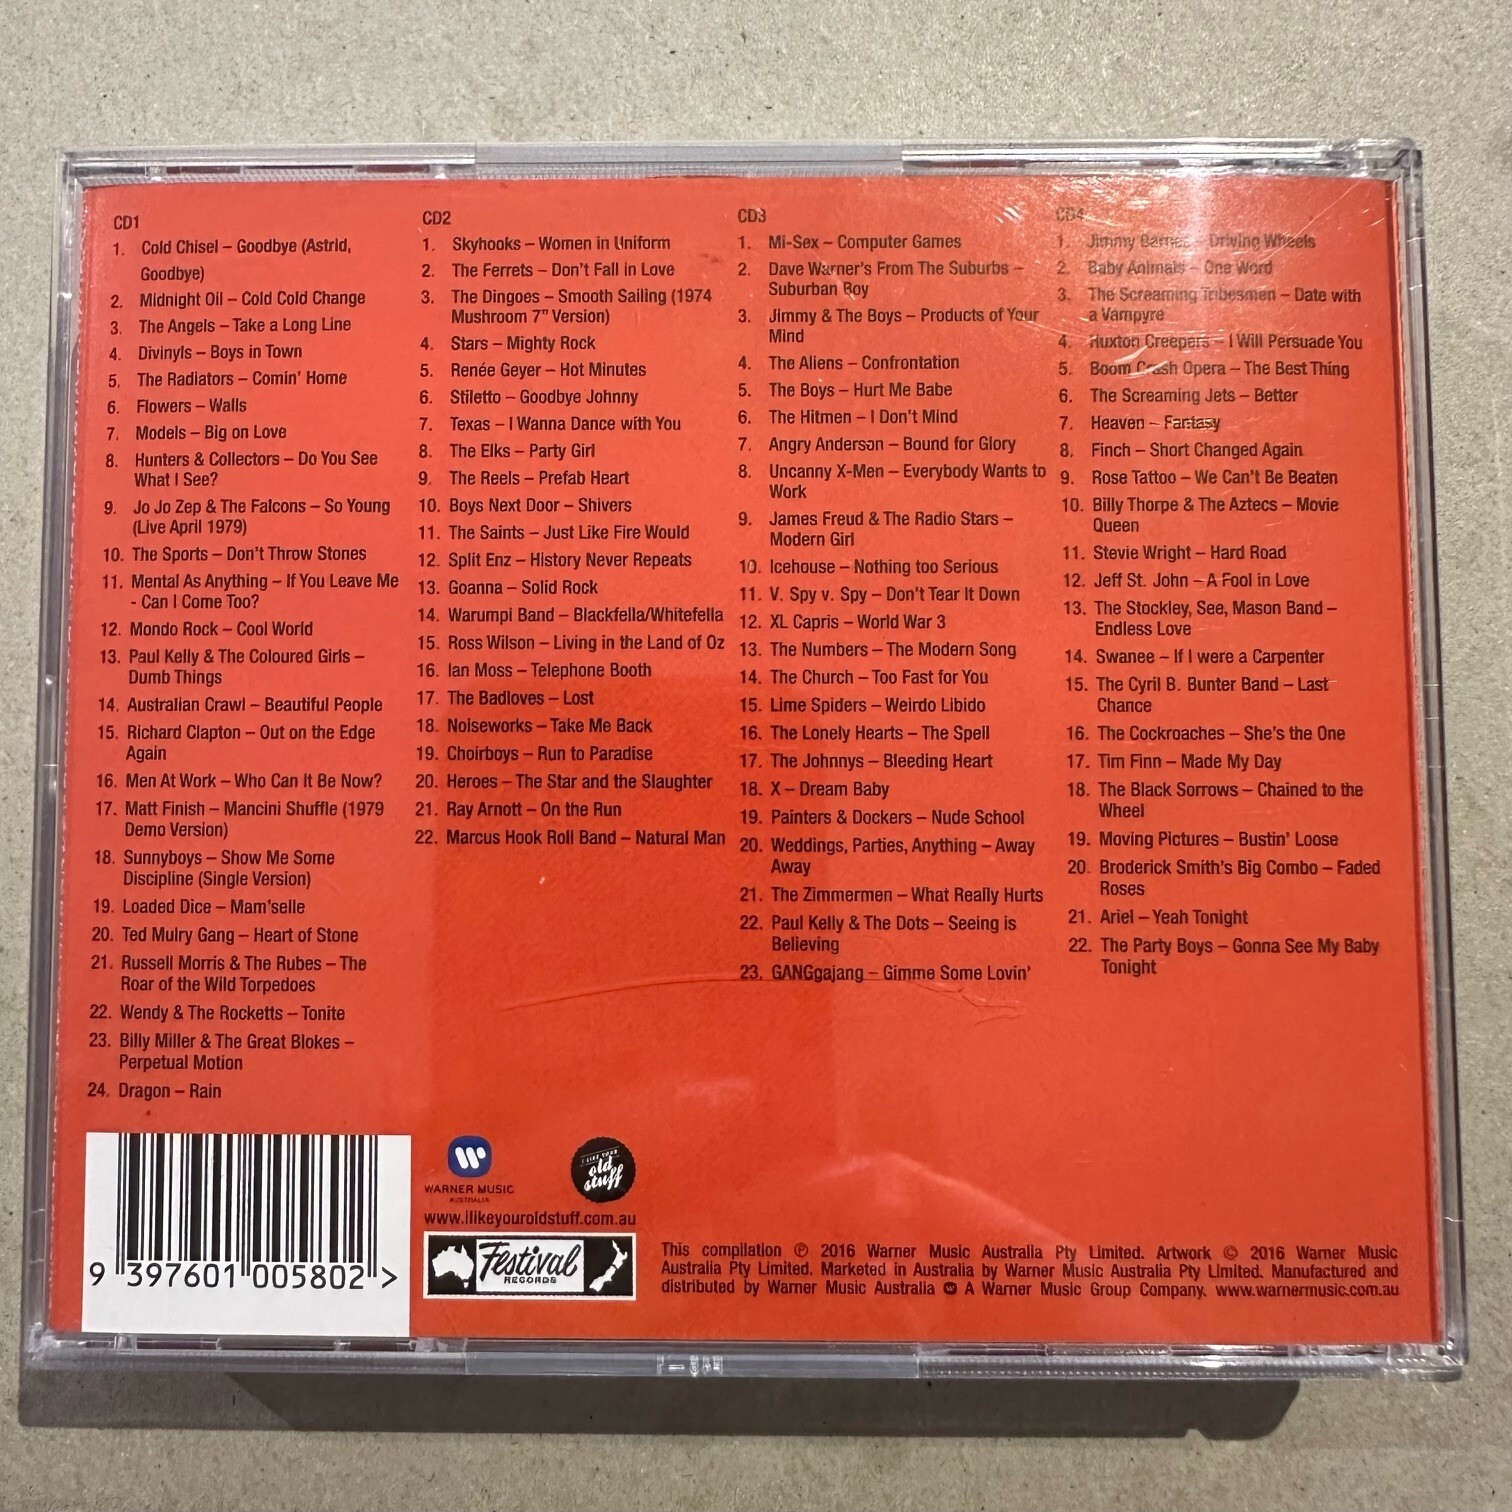 CD1
1. Cold Chisel – Goodbye (Astrid,
Goodbye)
2. Midnight Oil – Cold Cold Change
3. The Angels – Take a Long Line
4. Divinyls – Boys in Town
5. The Radiators – Comin' Home
6. Flowers – Walls
7. Models – Big on Love
8. Hunters & Collectors – Do You See
What I See?
9. Jo Jo Zep & The Falcons – So Young
(Live April 1979)
10. The Sports – Don't Throw Stones
11. Mental As Anything – If You Leave Me
- Can I Come Too?
12. Mondo Rock – Cool World
13. Paul Kelly & The Coloured Girls –
Dumb Things
14. Australian Crawl – Beautiful People
15. Richard Clapton – Out on the Edge
Again
16. Men At Work – Who Can It Be Now?
17. Matt Finish – Mancini Shuffle (1979
Demo Version)
18. Sunnyboys – Show Me Some
Discipline (Single Version)
19. Loaded Dice – Mam'selle
20. Ted Mulry Gang – Heart of Stone
21. Russell Morris & The Rubes – The
Roar of the Wild Torpedoes
22. Wendy & The Rocketts – Tonite
23. Billy Miller & The Great Blokes –
Perpetual Motion
24. Dragon – Rain
CD2
1. Skyhooks – Women in Uniform
2. The Ferrets – Don't Fall in Love
3. The Dingoes – Smooth Sailing (1974
Mushroom 7" Version)
4. Stars – Mighty Rock
5. Renée Geyer – Hot Minutes
6. Stiletto – Goodbye Johnny
7. Texas – I Wanna Dance with You
8. The Elks – Party Girl
9. The Reels – Prefab Heart
10. Boys Next Door – Shivers
11. The Saints – Just Like Fire Would
12. Split Enz – History Never Repeats
13. Goanna – Solid Rock
14. Warumpi Band – Blackfella/Whitefella
15. Ross Wilson – Living in the Land of Oz
16. Ian Moss – Telephone Booth
17. The Badloves – Lost
18. Noiseworks – Take Me Back
19. Choirboys – Run to Paradise
20. Heroes – The Star and the Slaughter
21. Ray Arnott – On the Run
22. Marcus Hook Roll Band – Natural Man
CD3
1. Mi-Sex – Computer Games
2. Dave Warner's From The Suburbs –
Suburban Boy
3. Jimmy & The Boys – Products of Your
Mind
4. The Aliens – Confrontation
5. The Boys – Hurt Me Babe
6. The Hitmen – I Don't Mind
7. Angry Anderson – Bound for Glory
8. Uncanny X-Men – Everybody Wants to
Work
9. James Freud & The Radio Stars –
Modern Girl
10. Icehouse – Nothing too Serious
11. V. Spy v. Spy – Don't Tear It Down
12. XL Capris – World War 3
13. The Numbers – The Modern Song
14. The Church – Too Fast for You
15. Lime Spiders – Weirdo Libido
16. The Lonely Hearts – The Spell
17. The Johnnys – Bleeding Heart
18. X – Dream Baby
19. Painters & Dockers – Nude School
20. Weddings, Parties, Anything – Away
Away
21. The Zimmermen – What Really Hurts
22. Paul Kelly & The Dots – Seeing is
Believing
23. GANGgajang – Gimme Some Lovin'
CD4
1. Jimmy Barnes – Driving Wheels
2. Baby Animals – One Word
3. The Screaming Tribesmen – Date with
a Vampyre
4. Huxton Creepers – I Will Persuade You
5. Boom Crash Opera – The Best Thing
6. The Screaming Jets – Better
7. Heaven – Fantasy
8. Finch – Short Changed Again
9. Rose Tattoo – We Can't Be Beaten
10. Billy Thorpe & The Aztecs – Movie
Queen
11. Stevie Wright – Hard Road
12. Jeff St. John – A Fool in Love
13. The Stockley, See, Mason Band –
Endless Love
14. Swanee – If I were a Carpenter
15. The Cyril B. Bunter Band – Last
Chance
16. The Cockroaches – She's the One
17. Tim Finn – Made My Day
18. The Black Sorrows – Chained to the
Wheel
19. Moving Pictures – Bustin' Loose
20. Broderick Smith's Big Combo – Faded
Roses
21. Ariel – Yeah Tonight
22. The Party Boys – Gonna See My Baby
Tonight
9 397601 005802 >
WARNER MUSIC
AUSTRALIA
I LIKE YOUR
old
stuff
www.ilikeyouroldstuff.com.au
Festival
RECORDS
This compilation ℗ 2016 Warner Music Australia Pty Limited. Artwork © 2016 Warner Music
Australia Pty Limited. Marketed in Australia by Warner Music Australia Pty Limited. Manufactured and
distributed by Warner Music Australia A Warner Music Group Company. www.warnermusic.com.au